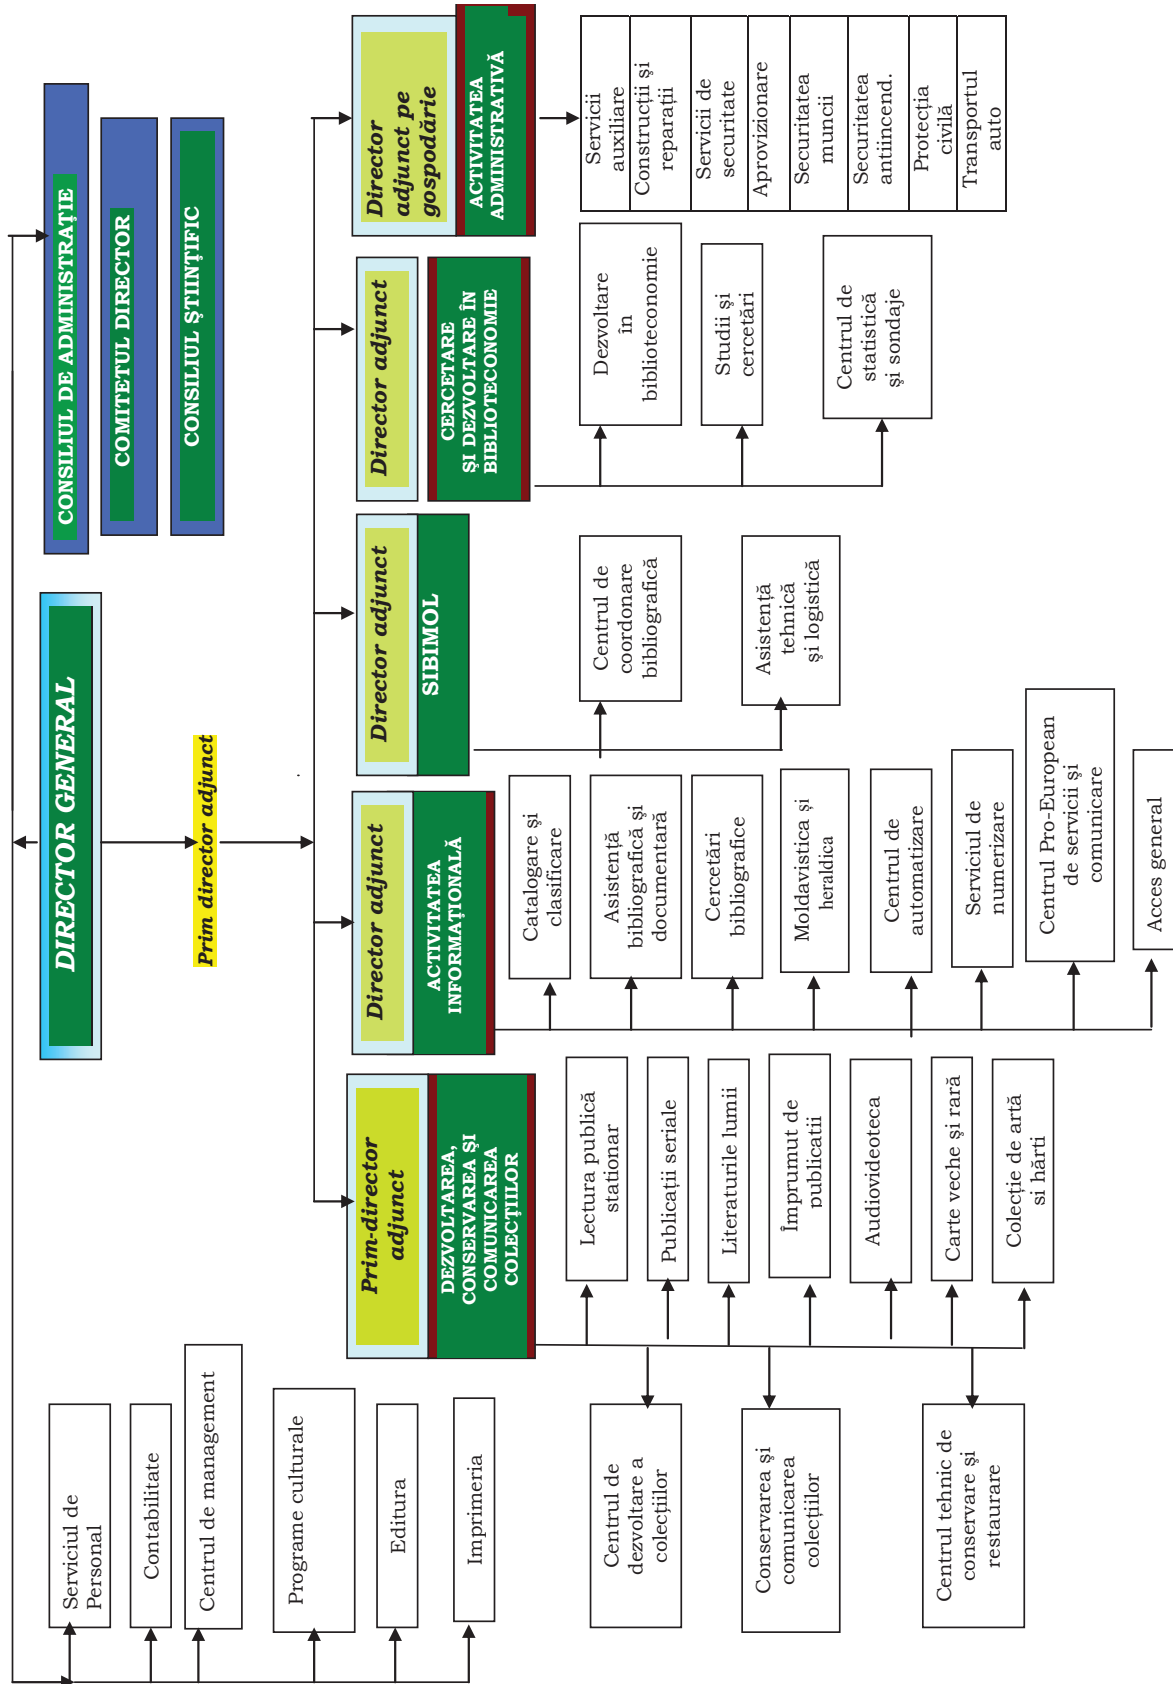 DIRECTOR GENERAL
CONSILIUL DE ADMINISTRAȚIE
COMITETUL DIRECTOR
CONSILIUL ȘTIINȚIFIC
Prim director adjunct
Serviciul de
Personal
Contabilitate
Centrul de management
Programe culturale
Editura
Imprimeria
Prim-director
adjunct
DEZVOLTAREA,
CONSERVAREA ȘI
COMUNICAREA
COLECȚIILOR
Director adjunct
ACTIVITATEA
INFORMAȚIONALĂ
Director adjunct
SIBIMOL
Director adjunct
CERCETARE
ȘI DEZVOLTARE ÎN
BIBLIOTECONOMIE
Director
adjunct pe
gospodărie
ACTIVITATEA
ADMINISTRATIVĂ
Centrul de
dezvoltare a
colecțiilor
Conservarea și
comunicarea
colecțiilor
Centrul tehnic de
conservare și
restaurare
Lectura publică
stationar
Publicații seriale
Literaturile lumii
Împrumut de
publicatii
Audiovideoteca
Carte veche și rară
Colecție de artă
si hărti
Catalogare și
clasificare
Asistență
bibliografică și
documentară
Cercetări
bibliografice
Moldavistica și
heraldica
Centrul de
automatizare
Serviciul de
numerizare
Centrul Pro-European
de servicii și
comunicare
Acces general
Centrul de
coordonare
bibliografică
Asistență
tehnică
și logistică
Dezvoltare
în
biblioteconomie
Studii și
cercetări
Centrul de
statistică
și sondaje
Servicii
auxiliare
Construcții și
reparații
Servicii de
securitate
Aprovizionare
Securitatea
muncii
Securitatea
antiincend.
Protecția
civilă
Transportul
auto